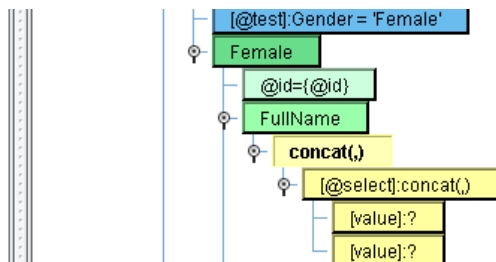 [@test]:Gender = 'Female'
Female
@id={@id}
FullName
concat(,)
[@select]:concat(,)
[value]:?
[value]:?